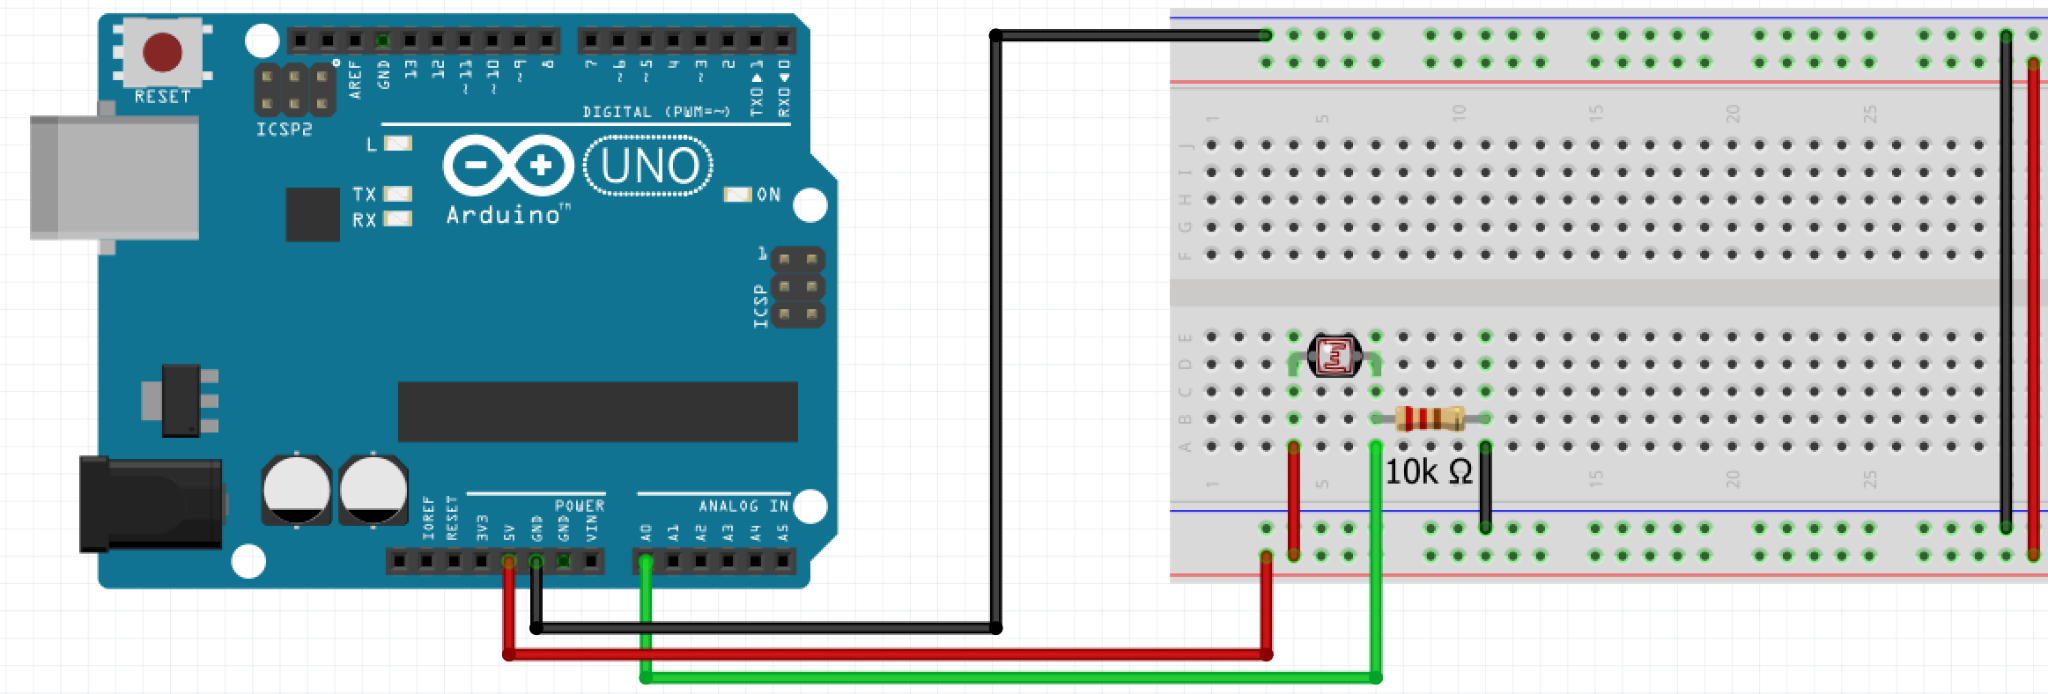 RESET
ICSP2
AREF
GND
13
12
~11
~10
~9
8
7
~6
~5
4
~3
2
TX0▶1
RX0◀0
DIGITAL (PWM=~)
L
TX
RX
UNO
Arduino™
ON
1
ICSP
POWER
ANALOG IN
IOREF
RESET
3V3
5V
GND
GND
VIN
A0
A1
A2
A3
A4
A5
1
5
10
15
20
25
J
I
H
G
F
E
D
C
B
A
10k Ω
1
5
15
20
25